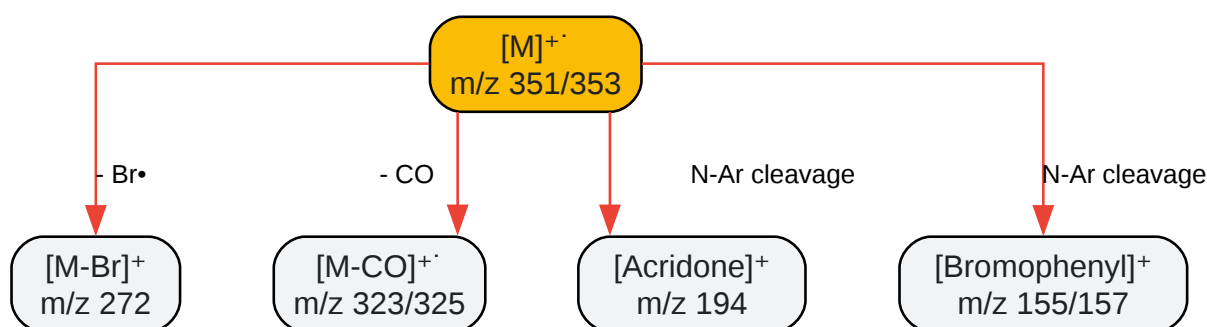 [M]⁺˙
m/z 351/353
- Br•
- CO
N-Ar cleavage
N-Ar cleavage
[M-Br]⁺
m/z 272
[M-CO]⁺˙
m/z 323/325
[Acridone]⁺
m/z 194
[Bromophenyl]⁺
m/z 155/157